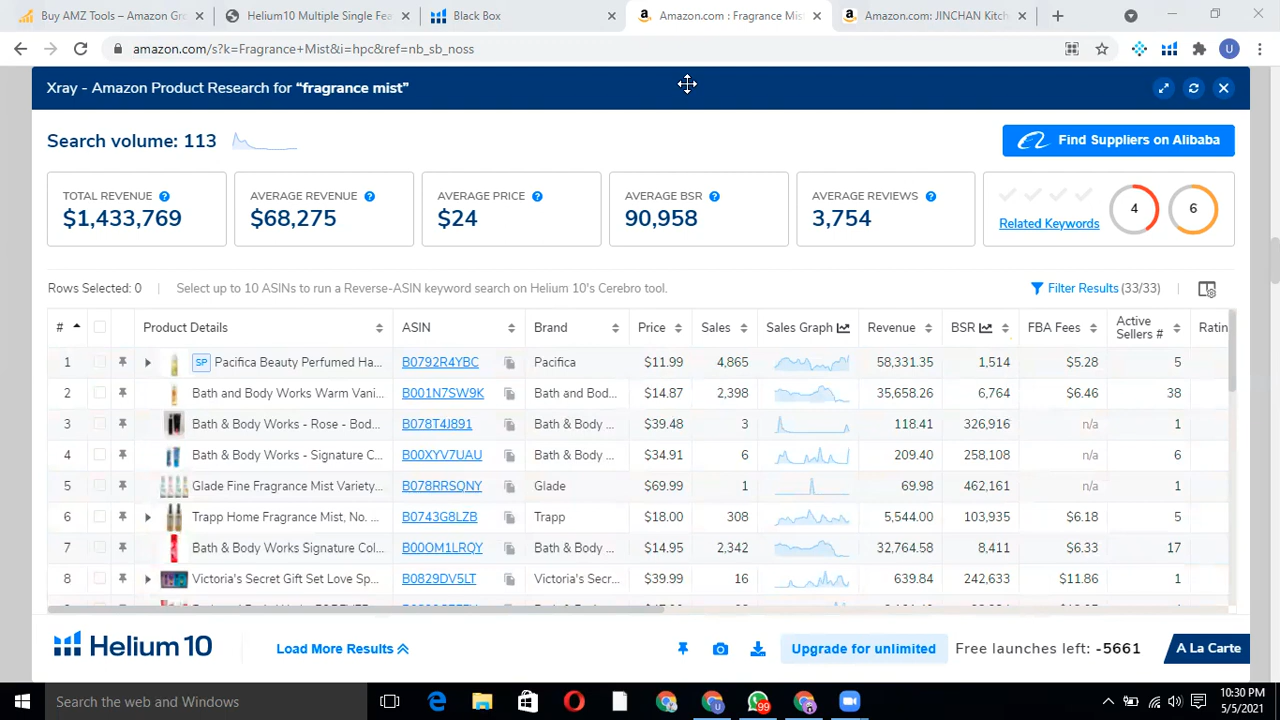 Buy AMZ Tools – Amazon Gr
Helium10 Multiple Single Fea
Black Box
Amazon.com : Fragrance Mis
Amazon.com: JINCHAN Kitch
amazon.com/s?k=Fragrance+Mist&i=hpc&ref=nb_sb_noss
U
Xray - Amazon Product Research for “fragrance mist”
Search volume: 113
Find Suppliers on Alibaba
TOTAL REVENUE ?
$1,433,769
AVERAGE REVENUE ?
$68,275
AVERAGE PRICE ?
$24
AVERAGE BSR ?
90,958
AVERAGE REVIEWS ?
3,754
Related Keywords
4
6
Rows Selected: 0
Select up to 10 ASINs to run a Reverse-ASIN keyword search on Helium 10's Cerebro tool.
Filter Results (33/33)
# Product Details ASIN Brand Price Sales Sales Graph Revenue BSR FBA Fees Active Sellers # Ratin
1 SP Pacifica Beauty Perfumed Ha... B0792R4YBC Pacifica $11.99 4,865 58,331.35 1,514 $5.28 5
2 Bath and Body Works Warm Vani... B001N7SW9K Bath and Bod... $14.87 2,398 35,658.26 6,764 $6.46 38
3 Bath & Body Works - Rose - Bod... B078T4J891 Bath & Body ... $39.48 3 118.41 326,916 n/a 1
4 Bath & Body Works - Signature C... B00XYV7UAU Bath & Body ... $34.91 6 209.40 258,108 n/a 6
5 Glade Fine Fragrance Mist Variety... B078RRSQNY Glade $69.99 1 69.98 462,161 n/a 1
6 Trapp Home Fragrance Mist, No. ... B0743G8LZB Trapp $18.00 308 5,544.00 103,935 $6.18 5
7 Bath & Body Works Signature Col... B00OM1LRQY Bath & Body ... $14.95 2,342 32,764.58 8,411 $6.33 17
8 Victoria's Secret Gift Set Love Sp... B0829DV5LT Victoria's Secr... $39.99 16 639.84 242,633 $11.86 1
Helium 10
Load More Results
Upgrade for unlimited
Free launches left: -5661
A La Carte
Search the web and Windows
99
10:30 PM
5/5/2021